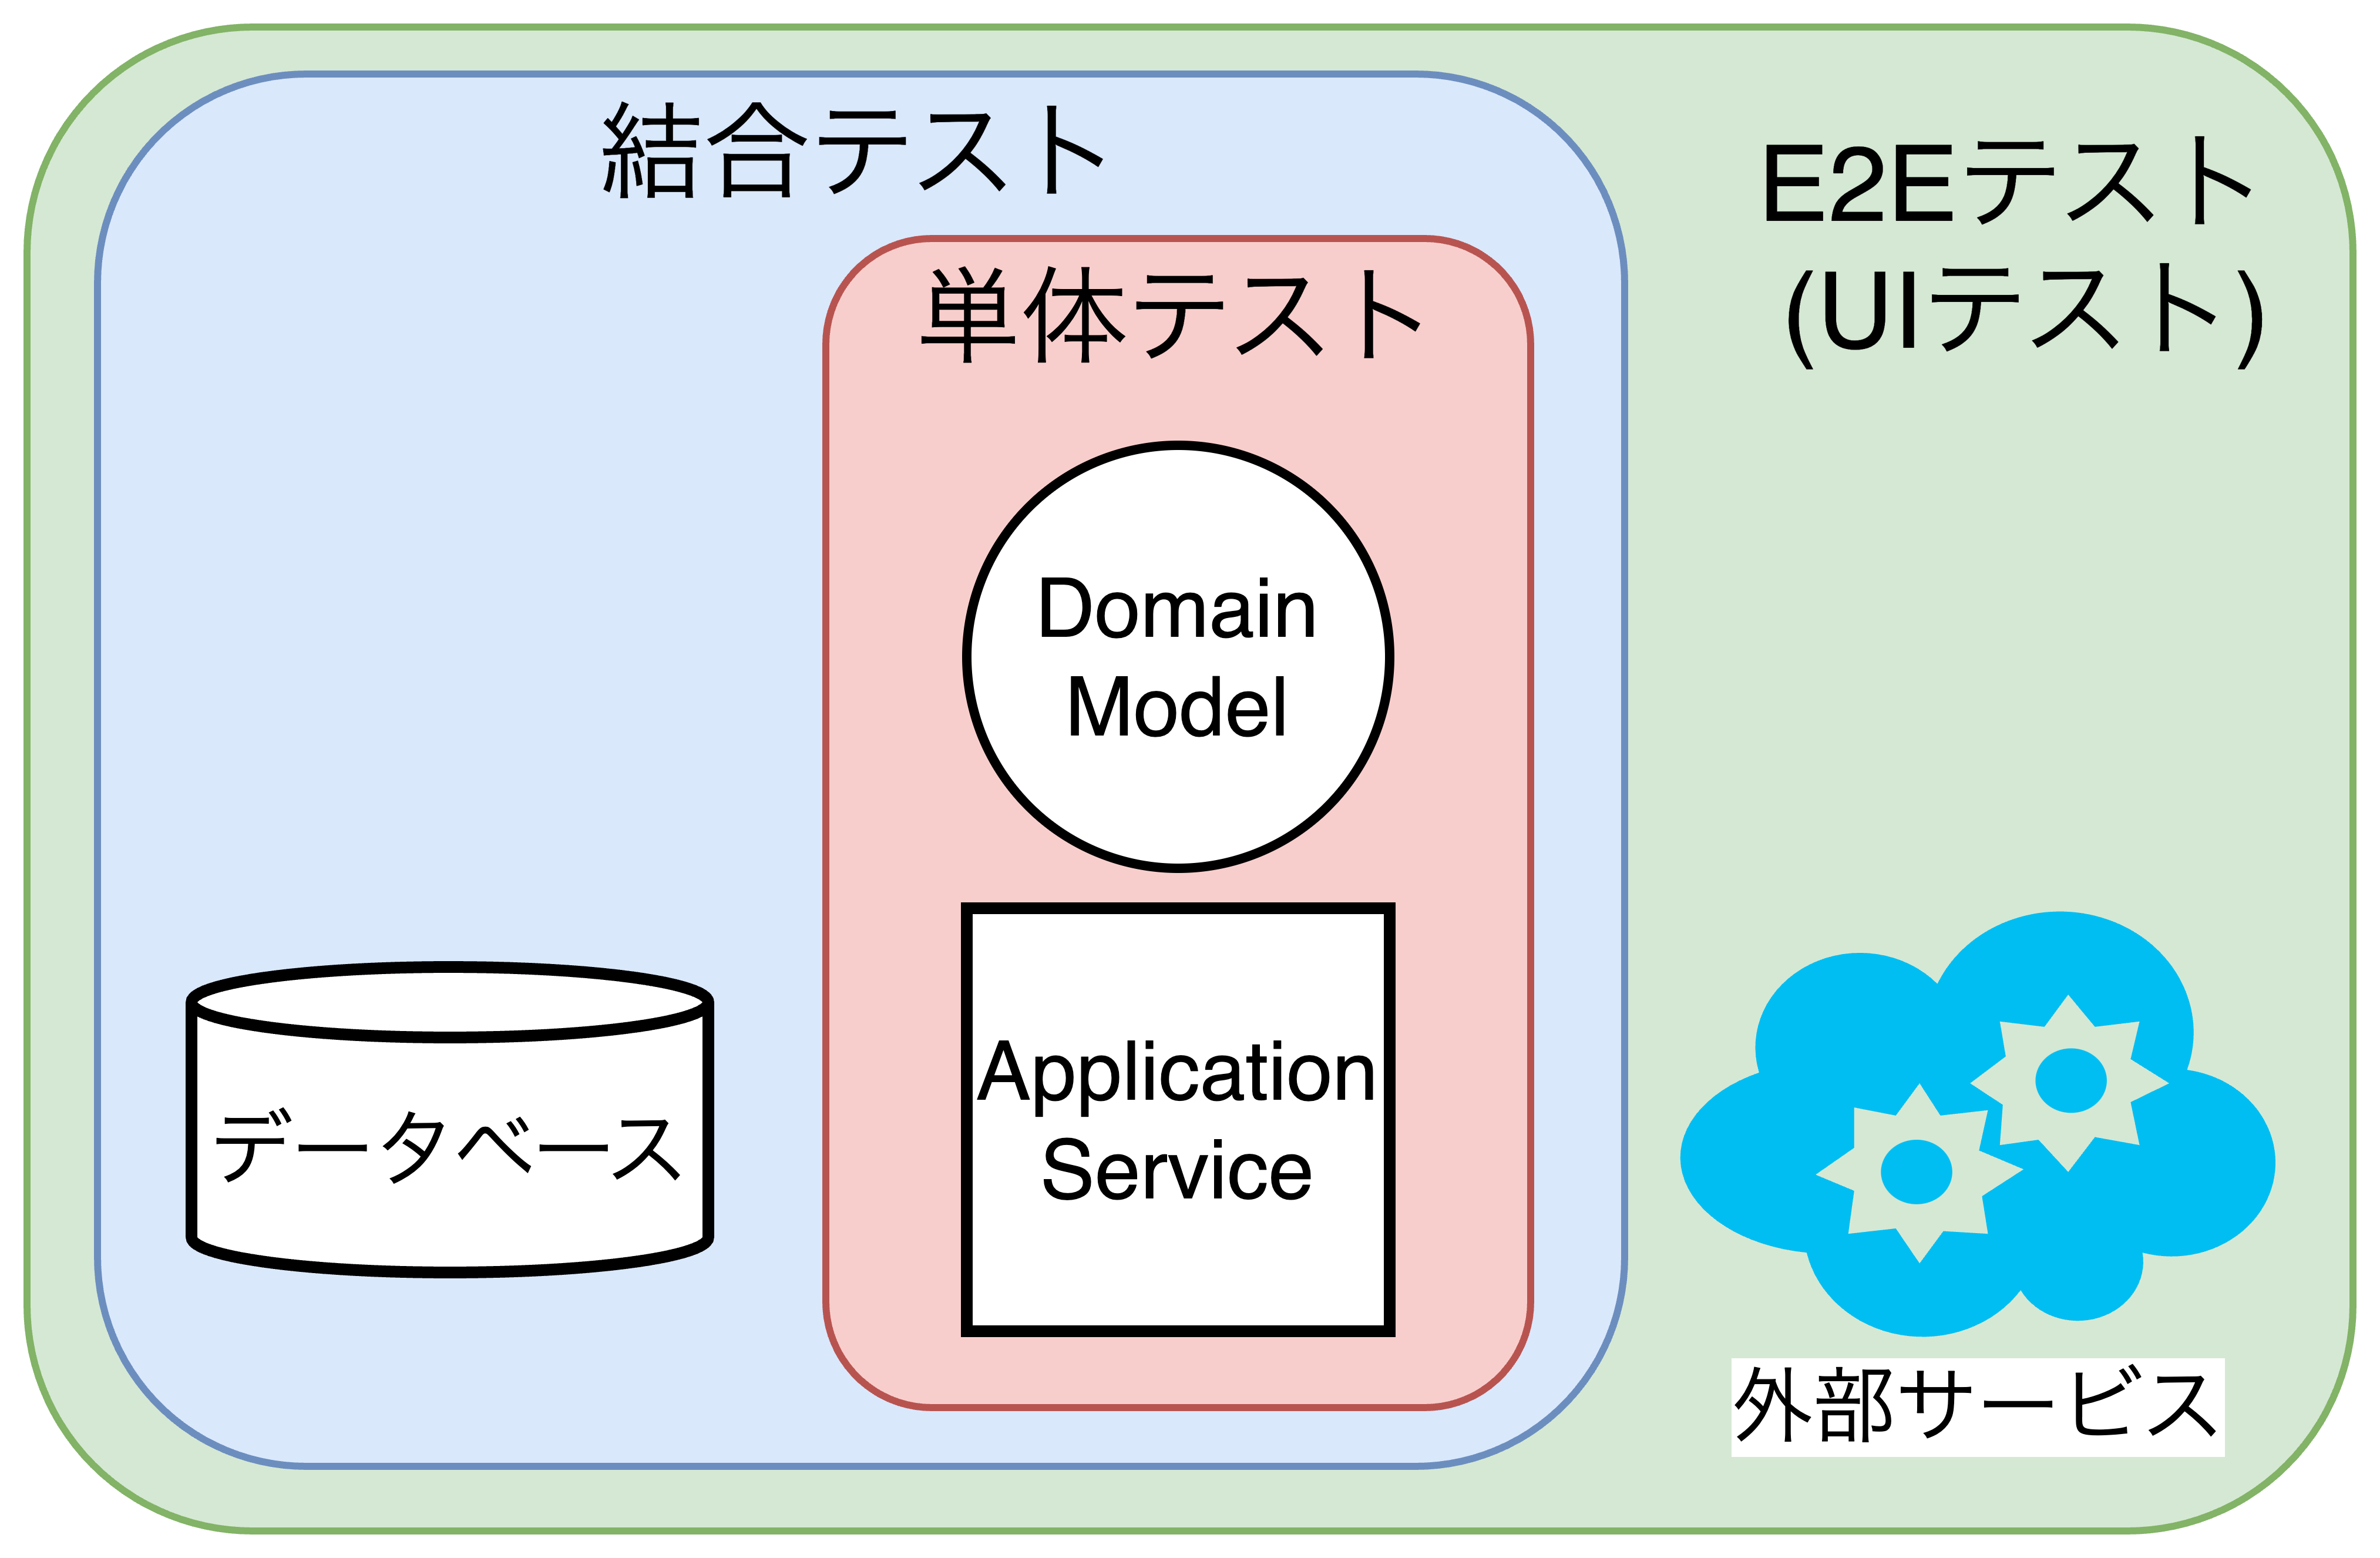 結合テスト
E2Eテスト
(UIテスト)
単体テスト
Domain
Model
Application
Service
データベース
外部サービス